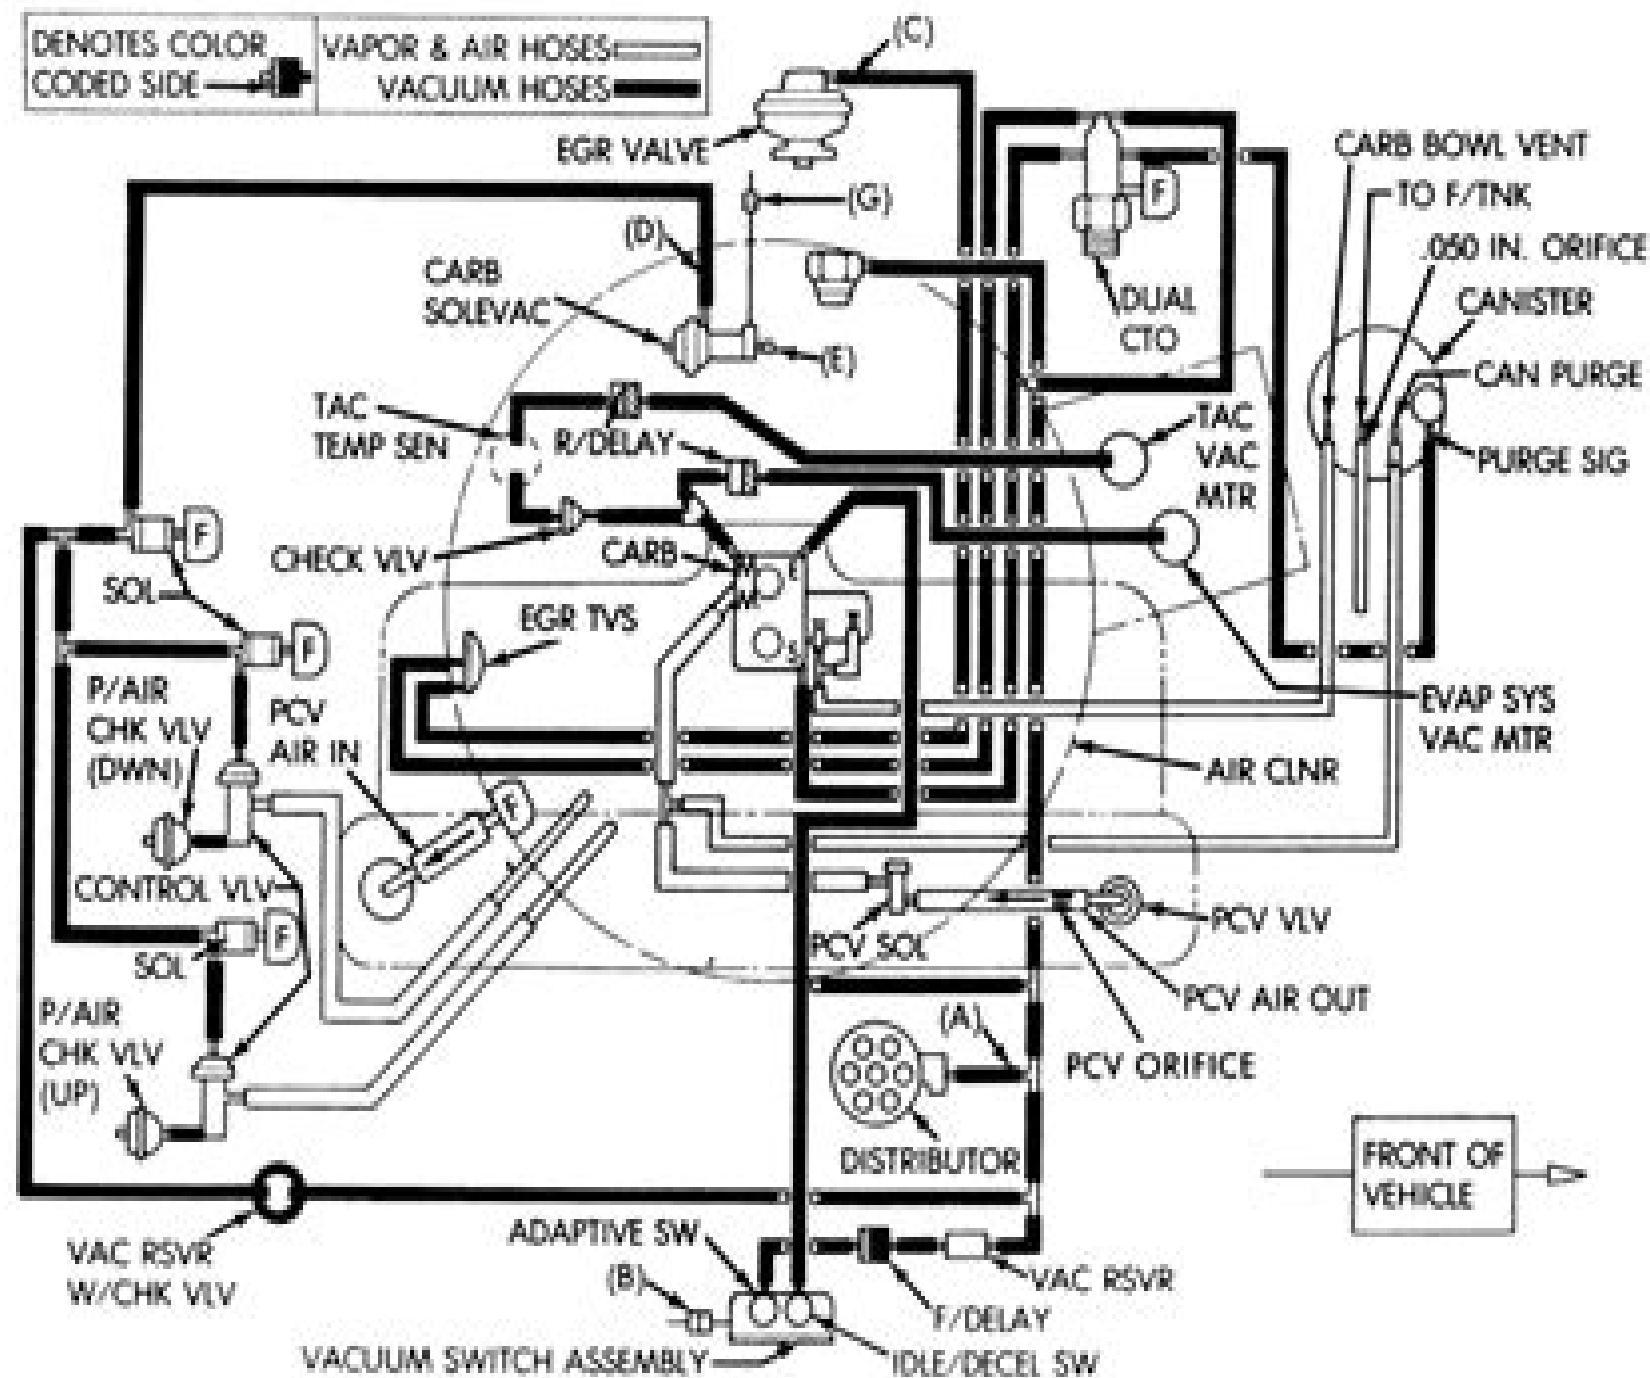 DENOTES COLOR
CODED SIDE
VAPOR & AIR HOSES
VACUUM HOSES
(C)
EGR VALVE
(G)
(D)
CARB
SOLEVAC
(E)
F
DUAL
CTO
CARB BOWL VENT
TO F/TNK
.050 IN. ORIFICE
CANISTER
CAN PURGE
PURGE SIG
TAC
TEMP SEN
R/DELAY
TAC
VAC
MTR
CHECK VLV
CARB
F
SOL
F
EGR TVS
S
EVAP SYS
VAC MTR
AIR CLNR
P/AIR
CHK VLV
(DWN)
PCV
AIR IN
F
CONTROL VLV
F
SOL
PCV SOL
PCV VLV
PCV AIR OUT
PCV ORIFICE
P/AIR
CHK VLV
(UP)
(A)
DISTRIBUTOR
FRONT OF
VEHICLE
VAC RSVR
W/CHK VLV
ADAPTIVE SW
(B)
VAC RSVR
F/DELAY
VACUUM SWITCH ASSEMBLY
IDLE/DECEL SW